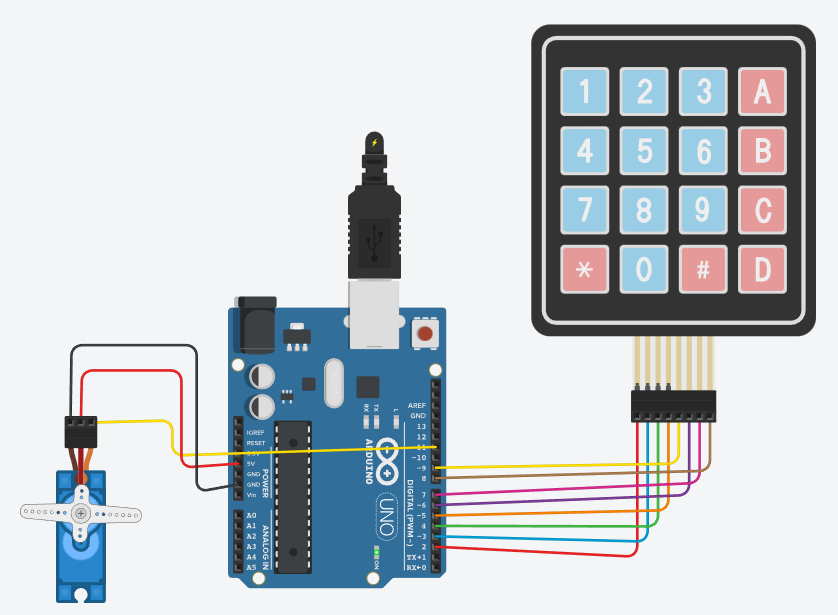 1 2 3 A
4 5 6 B
7 8 9 C
* 0 # D
AREF
GND
13
12
~11
~10
~9
8
7
~6
~5
4
~3
2
TX→1
RX←0
DIGITAL (PWM~)
RX
TX
L
ARDUINO
UNO
ON
IOREF
RESET
3.3V
5V
GND
GND
Vin
POWER
A0
A1
A2
A3
A4
A5
ANALOG IN